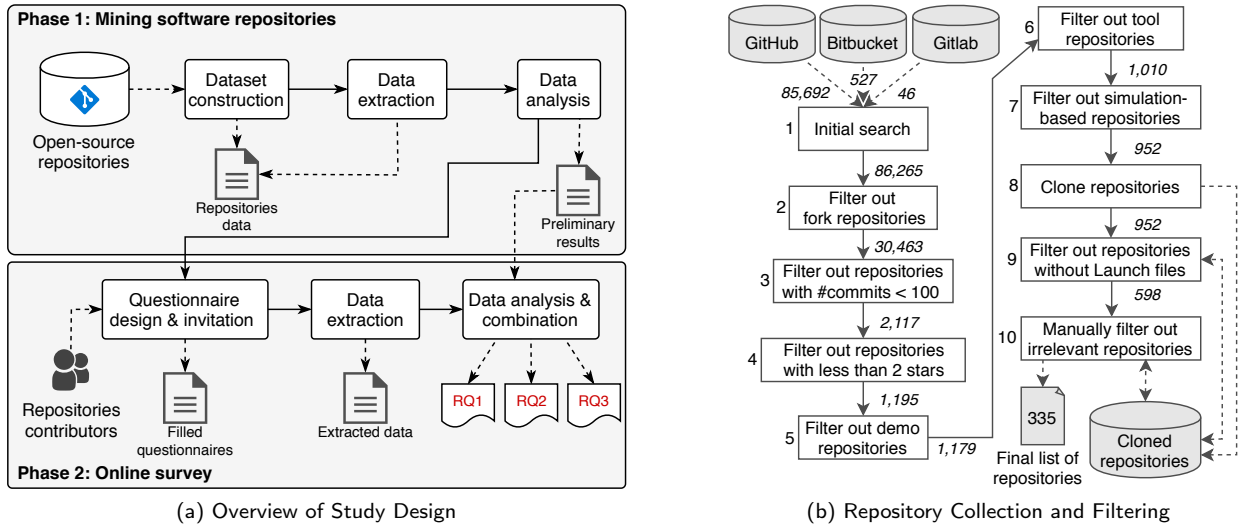 Phase 1: Mining software repositories
Open-source
repositories
Dataset
construction
Data
extraction
Data
analysis
Repositories
data
Preliminary
results
Questionnaire
design & invitation
Data
extraction
Data analysis &
combination
Repositories
contributors
Filled
questionnaires
Extracted data
RQ1
RQ2
RQ3
Phase 2: Online survey
(a) Overview of Study Design
GitHub
Bitbucket
Gitlab
85,692
527
46
1
Initial search
86,265
2
Filter out
fork repositories
30,463
3
Filter out repositories
with #commits < 100
2,117
4
Filter out repositories
with less than 2 stars
1,195
5
Filter out demo
repositories
1,179
6
Filter out tool
repositories
1,010
7
Filter out simulation-
based repositories
952
8
Clone repositories
952
9
Filter out repositories
without Launch files
598
10
Manually filter out
irrelevant repositories
335
Final list of
repositories
Cloned
repositories
(b) Repository Collection and Filtering